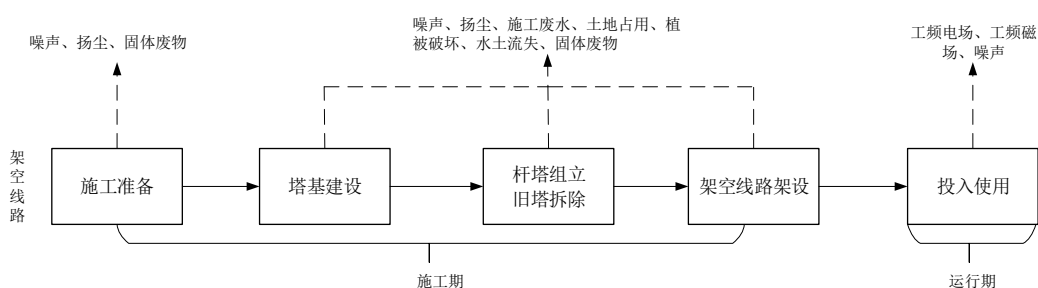 噪声、扬尘、固体废物
噪声、扬尘、施工废水、土地占用、植
被破坏、水土流失、固体废物
工频电场、工频磁
场、噪声
架空线路
施工准备
塔基建设
杆塔组立
旧塔拆除
架空线路架设
投入使用
施工期
运行期